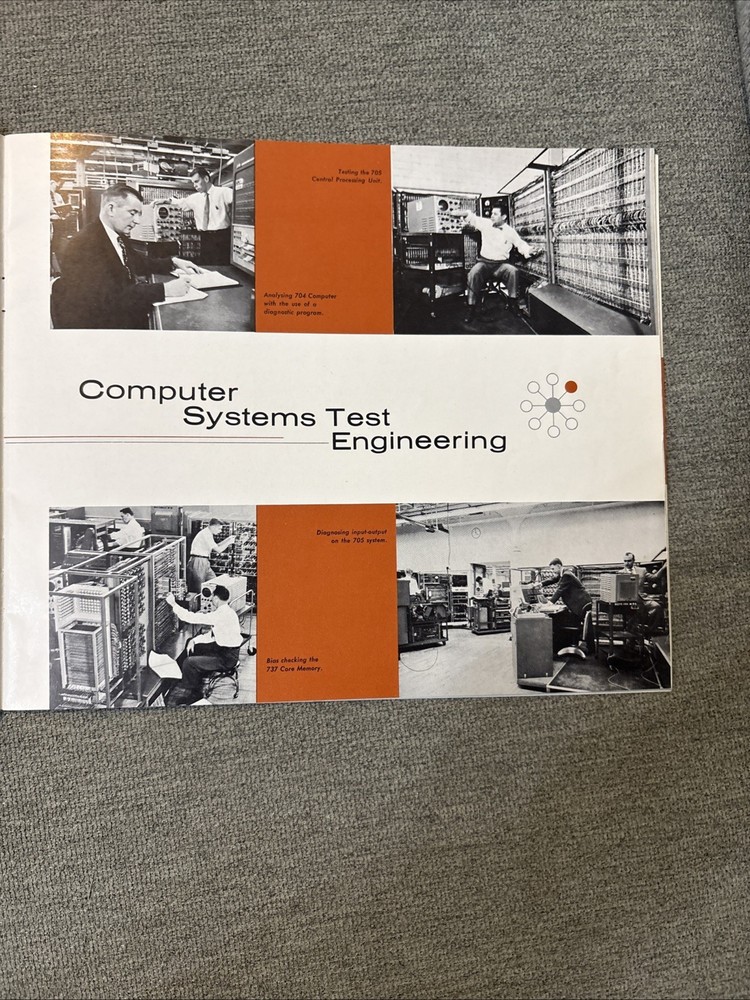 Testing the 705
Central Processing Unit.
Analyzing 704 Computer
with the use of a
diagnostic program.
Computer
Systems Test
Engineering
Diagnosing input-output
on the 705 system.
Bias checking the
737 Core Memory.